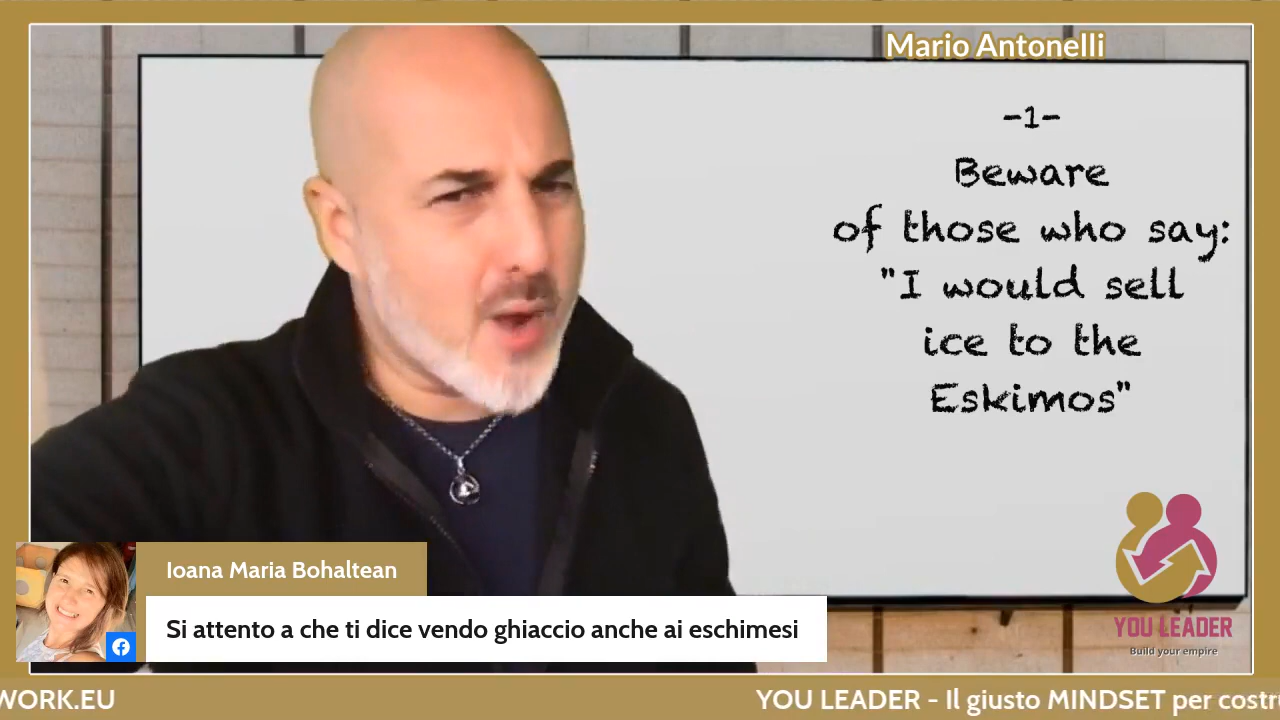 Mario Antonelli
-1-
Beware
of those who say:
"I would sell
ice to the
Eskimos"
Ioana Maria Bohaltean
Si attento a che ti dice vendo ghiaccio anche ai eschimesi
YOU LEADER
Build your empire
WORK.EU
YOU LEADER - Il giusto MINDSET per costru